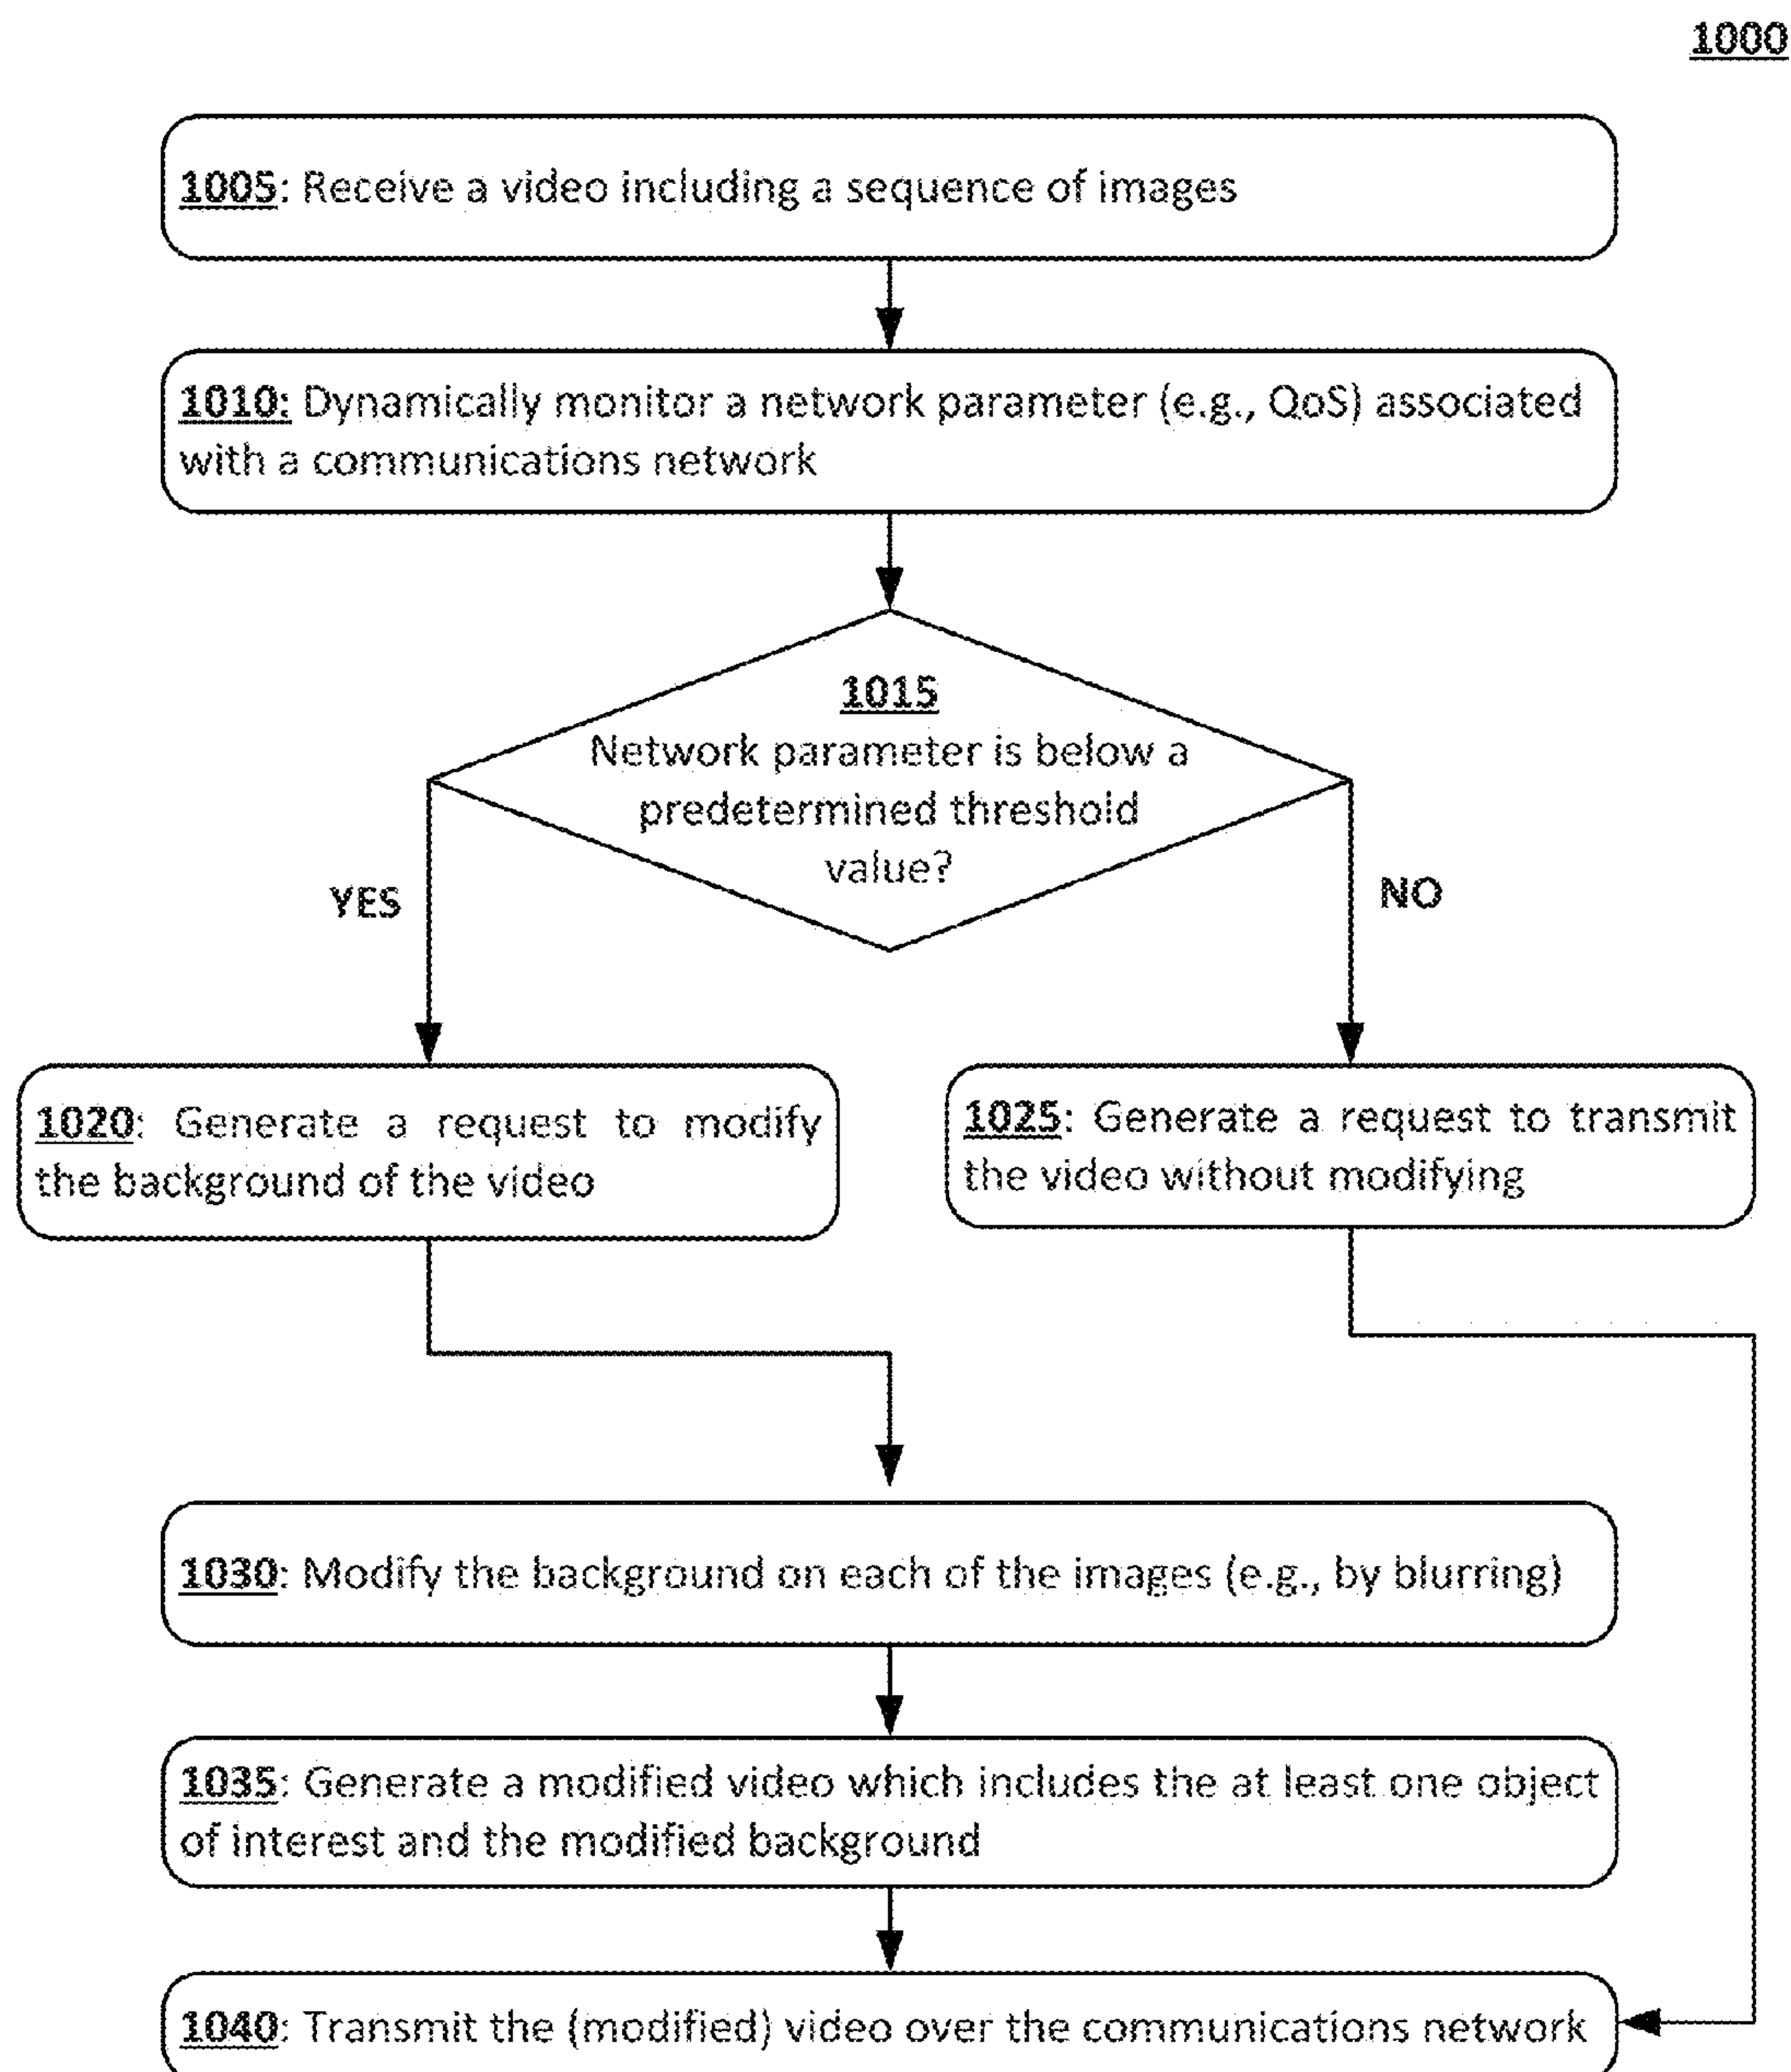 1000
1005: Receive a video including a sequence of images
1010: Dynamically monitor a network parameter (e.g., QoS) associated
with a communications network
1015
Network parameter is below a
predetermined threshold
value?
YES
NO
1020: Generate a request to modify
the background of the video
1025: Generate a request to transmit
the video without modifying
1030: Modify the background on each of the images (e.g., by blurring)
1035: Generate a modified video which includes the at least one object
of interest and the modified background
1040: Transmit the (modified) video over the communications network